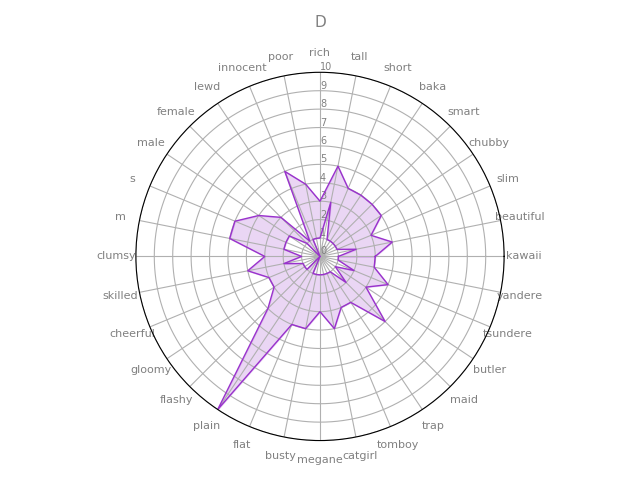 D
rich
tall
short
baka
smart
chubby
slim
beautiful
kawaii
yandere
tsundere
butler
maid
trap
tomboy
catgirl
megane
busty
flat
plain
flashy
gloomy
cheerful
skilled
clumsy
m
s
male
female
lewd
innocent
poor
10
9
8
7
6
5
4
3
2
1
0